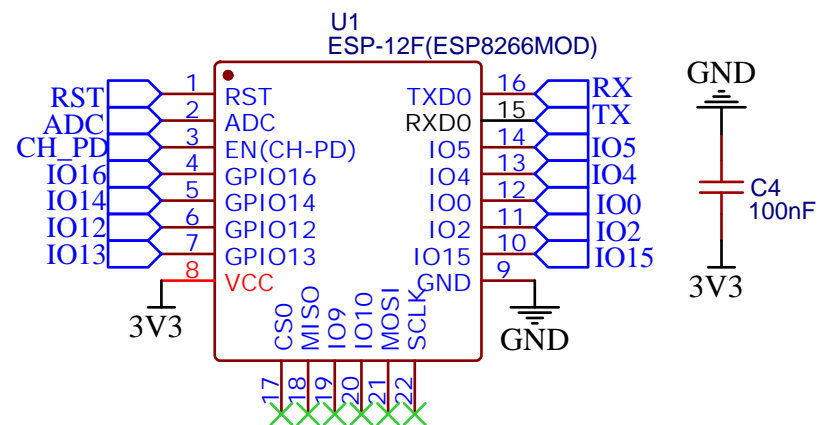 U1
ESP-12F(ESP8266MOD)
RST 1 RST TXD0 16 RX
ADC 2 ADC RXD0 15 TX
CH_PD 3 EN(CH-PD) IO5 14 IO5
IO16 4 GPIO16 IO4 13 IO4
IO14 5 GPIO14 IO0 12 IO0
IO12 6 GPIO12 IO2 11 IO2
IO13 7 GPIO13 IO15 10 IO15
8 VCC GND 9
3V3
GND
CS0 MISO IO9 IO10 MOSI SCLK
17 18 19 20 21 22
GND
C4
100nF
3V3